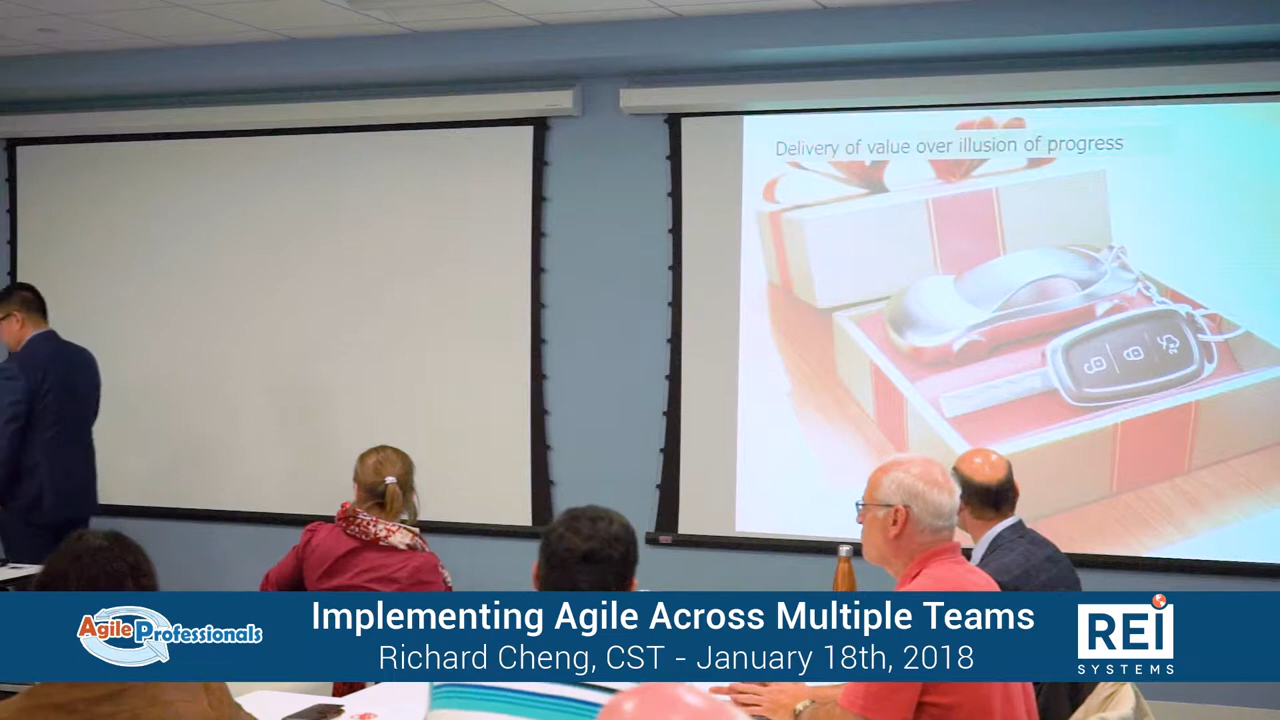 Delivery of value over illusion of progress
Agile Professionals
Implementing Agile Across Multiple Teams
Richard Cheng, CST - January 18th, 2018
REI
SYSTEMS